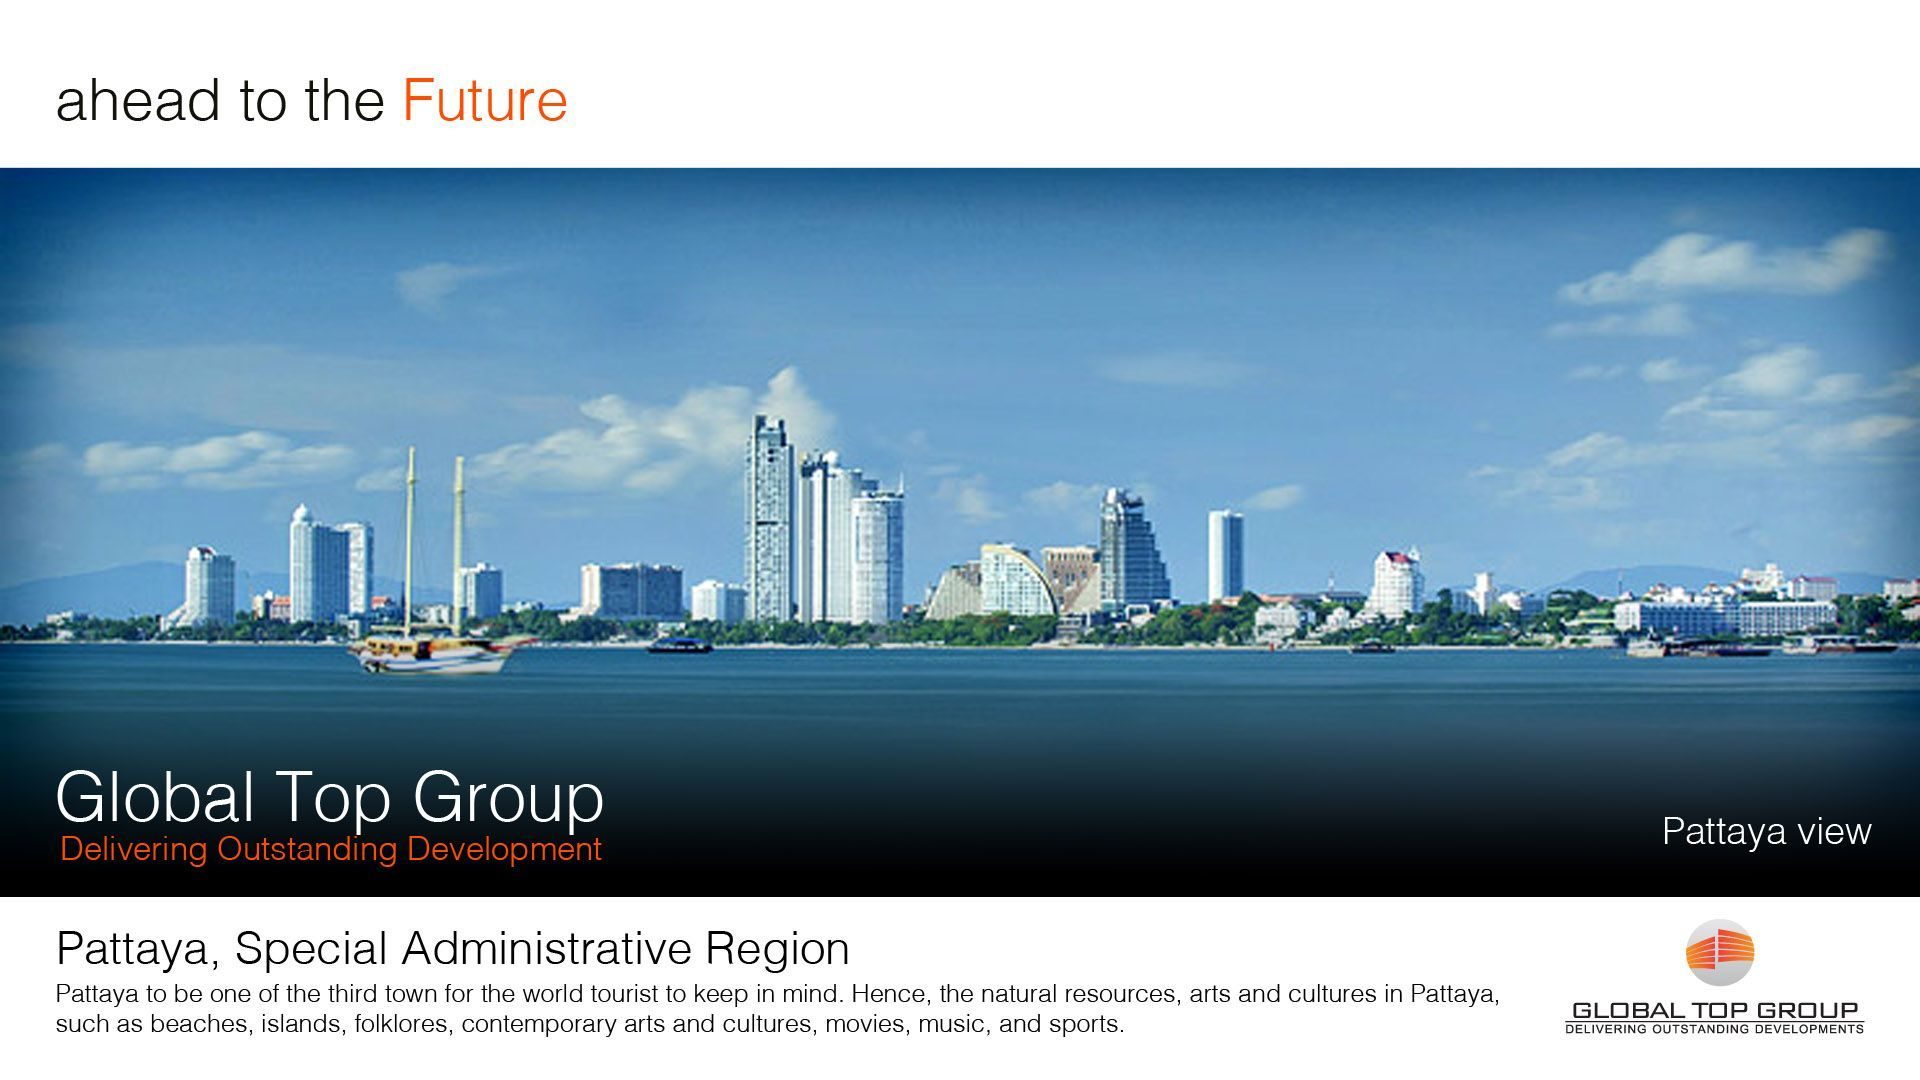 ahead to the Future
Global Top Group
Delivering Outstanding Development
Pattaya view
Pattaya, Special Administrative Region
Pattaya to be one of the third town for the world tourist to keep in mind. Hence, the natural resources, arts and cultures in Pattaya,
such as beaches, islands, folklores, contemporary arts and cultures, movies, music, and sports.
GLOBAL TOP GROUP
DELIVERING OUTSTANDING DEVELOPMENTS